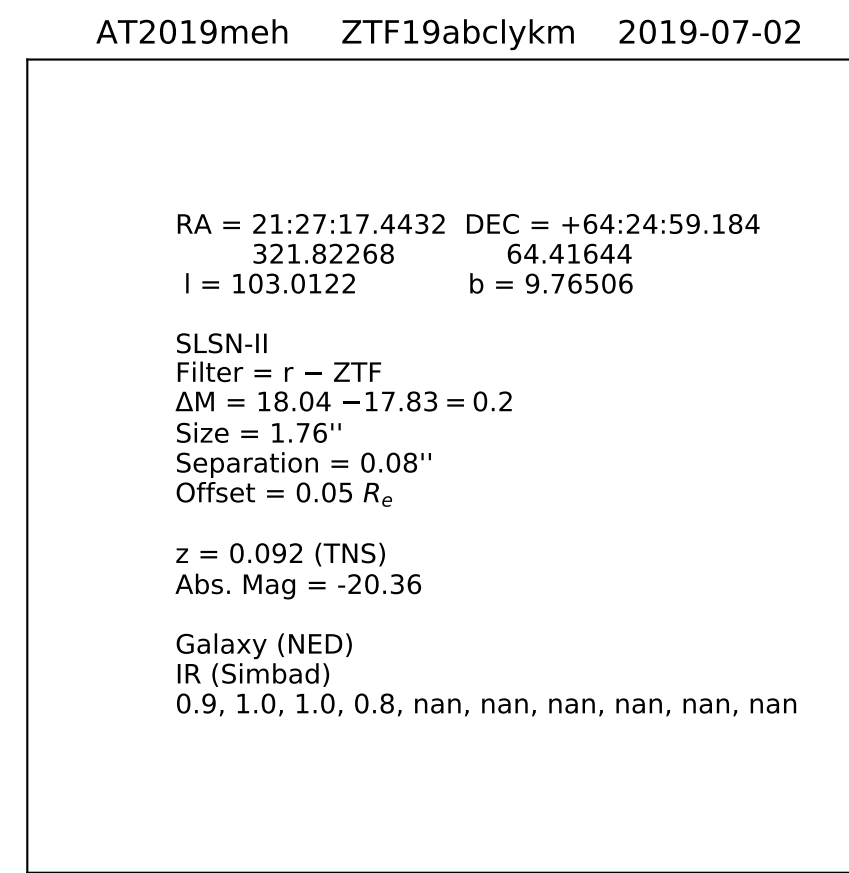 AT2019meh ZTF19abclykm 2019-07-02
RA = 21:27:17.4432 DEC = +64:24:59.184
321.82268 64.41644
l = 103.0122 b = 9.76506
SLSN-II
Filter = r − ZTF
ΔM = 18.04 −17.83 = 0.2
Size = 1.76''
Separation = 0.08''
Offset = 0.05 Rₑ
z = 0.092 (TNS)
Abs. Mag = -20.36
Galaxy (NED)
IR (Simbad)
0.9, 1.0, 1.0, 0.8, nan, nan, nan, nan, nan, nan